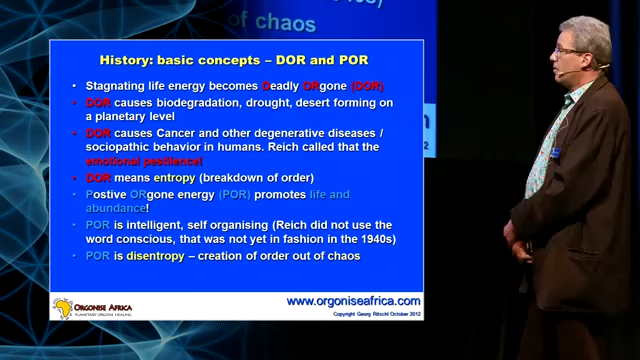 of chaos
History: basic concepts – DOR and POR
• Stagnating life energy becomes Deadly ORgone (DOR)
• DOR causes biodegradation, drought, desert forming on
a planetary level
• DOR causes Cancer and other degenerative diseases /
sociopathic behavior in humans. Reich called that the
emotional pestilence!
• DOR means entropy (breakdown of order)
• Postive ORgone energy (POR) promotes life and
abundance!
• POR is intelligent, self organising (Reich did not use the
word conscious, that was not yet in fashion in the 1940s)
• POR is disentropy – creation of order out of chaos
ORGONISE AFRICA
PLANETARY ORGONE HEALING
www.orgoniseafrica.com
Copyright Georg Ritschl October 2012